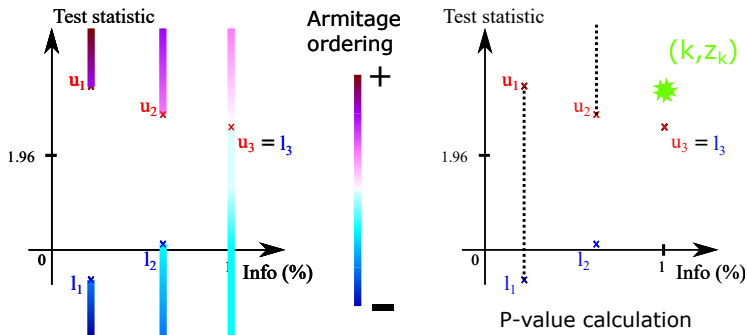 Test statistic
u1
u2
u3 = l3
1.96
0
l1
l2
1
Info (%)
Armitage
ordering
+
−
Test statistic
(k,zk)
u1
u2
u3 = l3
1.96
0
l1
l2
1
Info (%)
P-value calculation